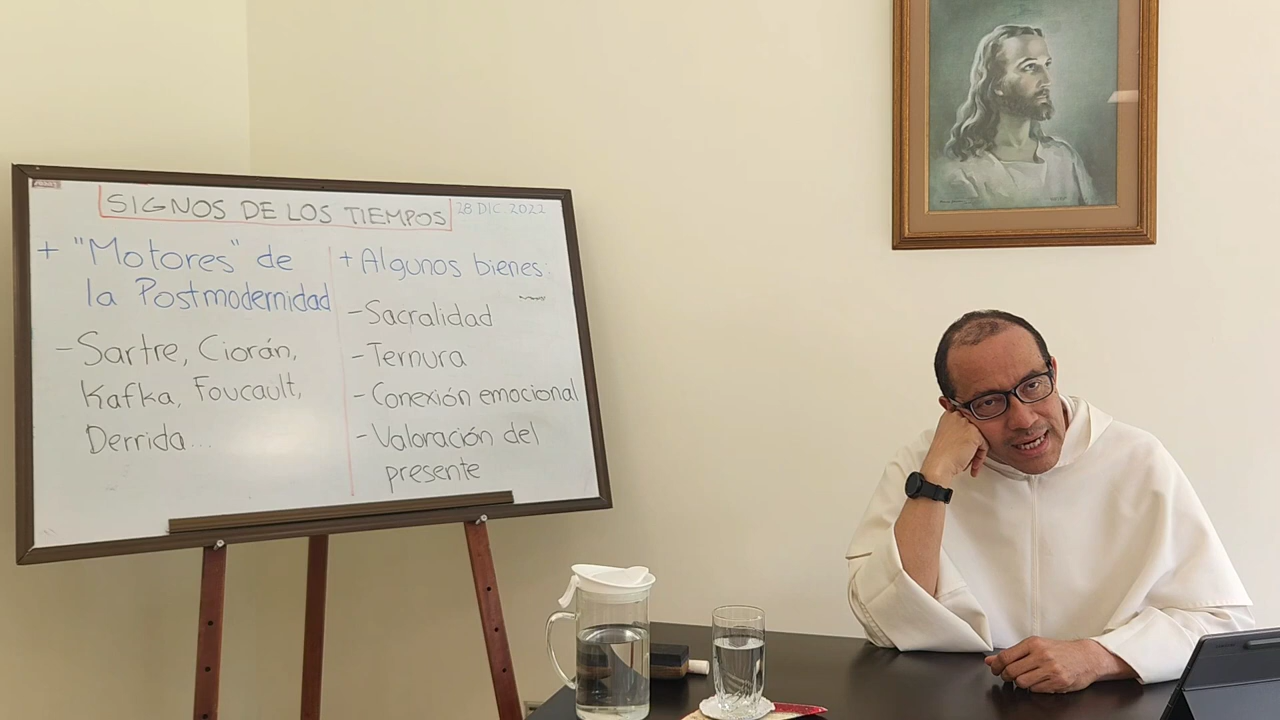 SIGNOS DE LOS TIEMPOS
28 DIC. 2022
+ "Motores" de
la Postmodernidad
- Sartre, Ciorán,
Kafka, Foucault,
Derrida...
+ Algunos bienes:
- Sacralidad
- Ternura
- Conexión emocional
- Valoración del
presente